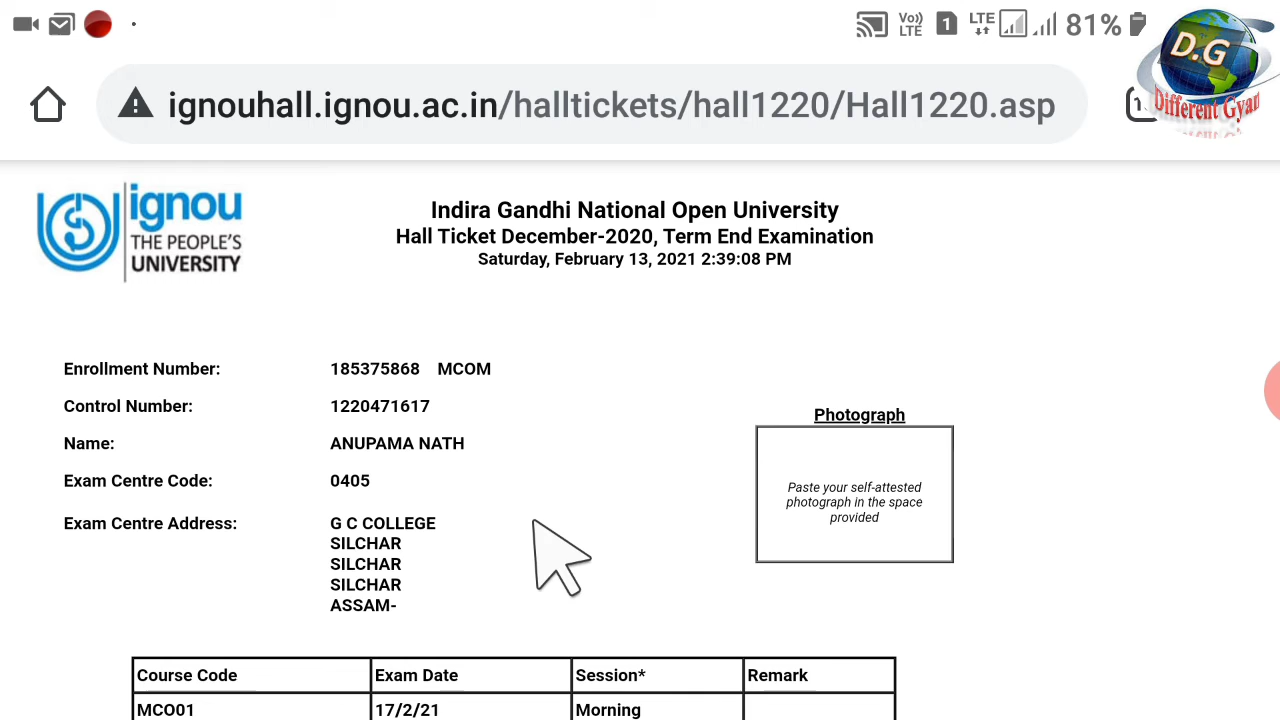 Vo))
LTE
1
LTE
81%
D.G
Different Gyan
ignouhall.ignou.ac.in/halltickets/hall1220/Hall1220.asp
ignou
THE PEOPLE'S
UNIVERSITY
Indira Gandhi National Open University
Hall Ticket December-2020, Term End Examination
Saturday, February 13, 2021 2:39:08 PM
Enrollment Number: 185375868 MCOM
Control Number: 1220471617
Name: ANUPAMA NATH
Exam Centre Code: 0405
Exam Centre Address: G C COLLEGE
SILCHAR
SILCHAR
SILCHAR
ASSAM-
Photograph
Paste your self-attested
photograph in the space
provided
Course Code Exam Date Session* Remark
MCO01 17/2/21 Morning